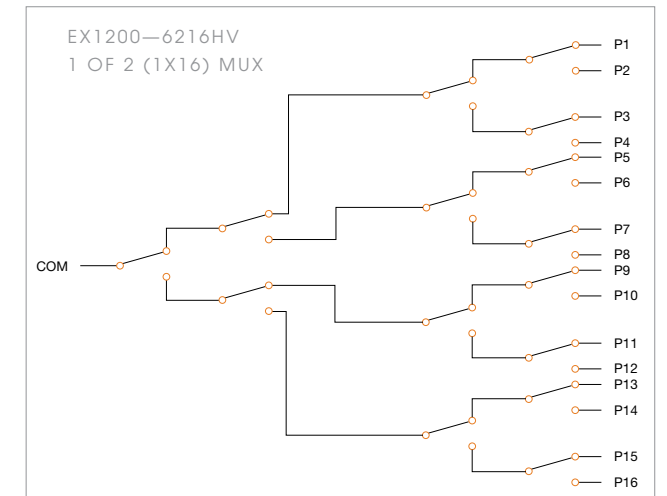 EX1200—6216HV
1 OF 2 (1X16) MUX
P1
P2
P3
P4
P5
P6
P7
P8
COM
P9
P10
P11
P12
P13
P14
P15
P16